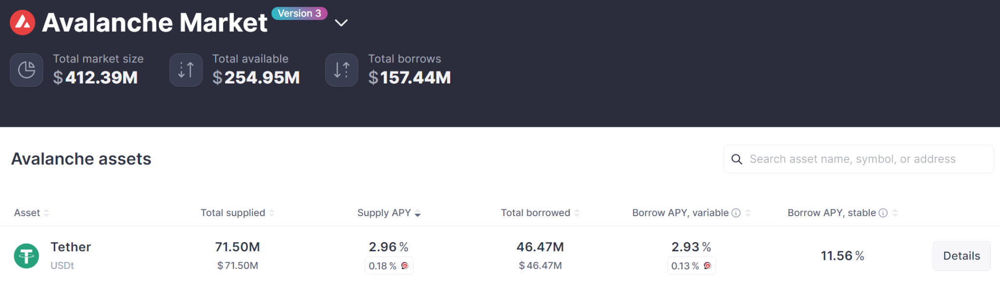 Avalanche Market Version 3
Total market size Total available Total borrows
$412.39M $254.95M $157.44M
Avalanche assets Search asset name, symbol, or address
Asset Total supplied Supply APY Total borrowed Borrow APY, variable Borrow APY, stable
Tether 71.50M 2.96 % 46.47M 2.93 % 11.56 % Details
USDt $71.50M 0.18 % $46.47M 0.13 %